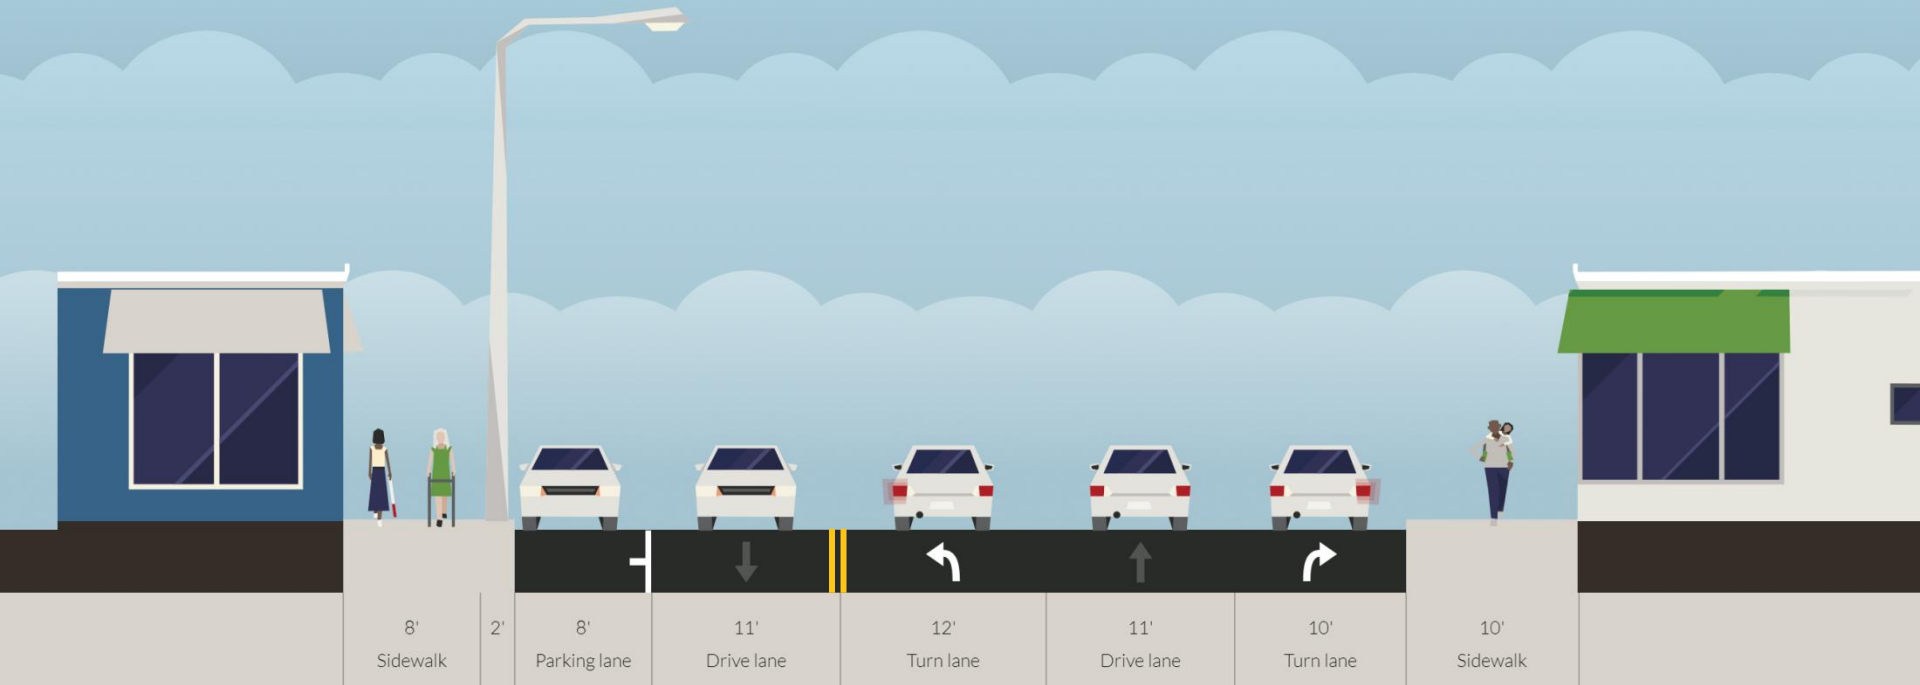 8' 2' 8' 11' 12' 11' 10' 10'
Sidewalk Parking lane Drive lane Turn lane Drive lane Turn lane Sidewalk